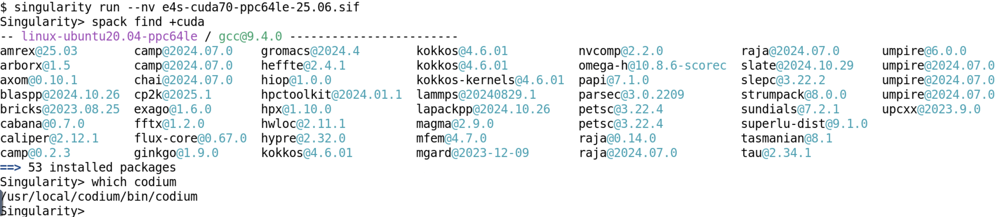 $ singularity run --nv e4s-cuda70-ppc64le-25.06.sif
Singularity> spack find +cuda
-- linux-ubuntu20.04-ppc64le / gcc@9.4.0 ------------------------
amrex@25.03 camp@2024.07.0 gromacs@2024.4 kokkos@4.6.01 nvcomp@2.2.0 raja@2024.07.0 umpire@6.0.0
arborx@1.5 camp@2024.07.0 heffte@2.4.1 kokkos@4.6.01 omega-h@10.8.6-scorec slate@2024.10.29 umpire@2024.07.0
axom@0.10.1 chai@2024.07.0 hiop@1.0.0 kokkos-kernels@4.6.01 papi@7.1.0 slepc@3.22.2 umpire@2024.07.0
blaspp@2024.10.26 cp2k@2025.1 hpctoolkit@2024.01.1 lammps@20240829.1 parsec@3.0.2209 strumpack@8.0.0 umpire@2024.07.0
bricks@2023.08.25 exago@1.6.0 hpx@1.10.0 lapackpp@2024.10.26 petsc@3.22.4 sundials@7.2.1 upcxx@2023.9.0
cabana@0.7.0 fftx@1.2.0 hwloc@2.11.1 magma@2.9.0 petsc@3.22.4 superlu-dist@9.1.0
caliper@2.12.1 flux-core@0.67.0 hypre@2.32.0 mfem@4.7.0 raja@0.14.0 tasmanian@8.1
camp@0.2.3 ginkgo@1.9.0 kokkos@4.6.01 mgard@2023-12-09 raja@2024.07.0 tau@2.34.1
==> 53 installed packages
Singularity> which codium
/usr/local/codium/bin/codium
Singularity>